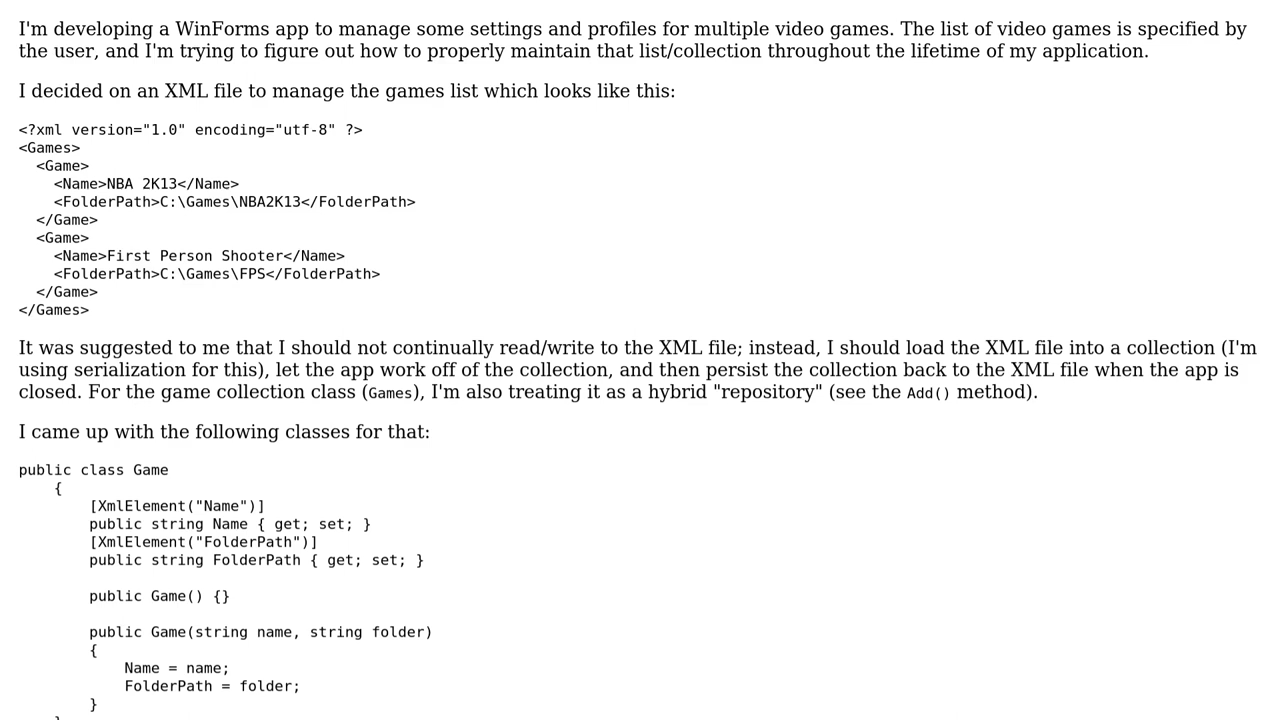 I'm developing a WinForms app to manage some settings and profiles for multiple video games. The list of video games is specified by
the user, and I'm trying to figure out how to properly maintain that list/collection throughout the lifetime of my application.
I decided on an XML file to manage the games list which looks like this:
<?xml version="1.0" encoding="utf-8" ?>
<Games>
  <Game>
    <Name>NBA 2K13</Name>
    <FolderPath>C:\Games\NBA2K13</FolderPath>
  </Game>
  <Game>
    <Name>First Person Shooter</Name>
    <FolderPath>C:\Games\FPS</FolderPath>
  </Game>
</Games>
It was suggested to me that I should not continually read/write to the XML file; instead, I should load the XML file into a collection (I'm
using serialization for this), let the app work off of the collection, and then persist the collection back to the XML file when the app is
closed. For the game collection class (Games), I'm also treating it as a hybrid "repository" (see the Add() method).
I came up with the following classes for that:
public class Game
    {
        [XmlElement("Name")]
        public string Name { get; set; }
        [XmlElement("FolderPath")]
        public string FolderPath { get; set; }
        public Game() {}
        public Game(string name, string folder)
        {
            Name = name;
            FolderPath = folder;
        }
    }